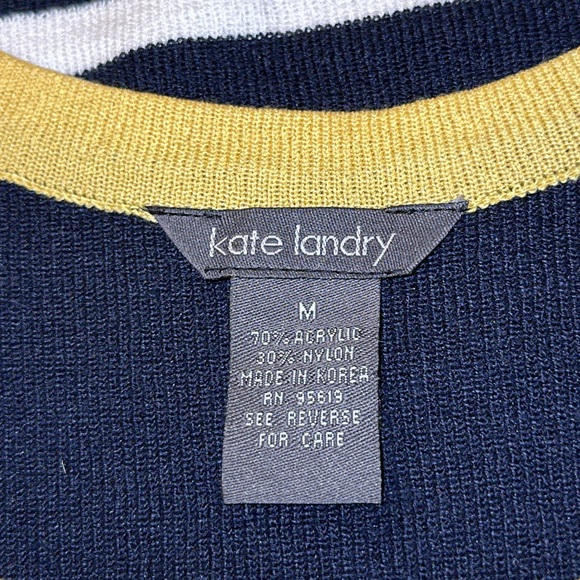 kate landry
M
70% ACRYLIC
30% NYLON
MADE IN KOREA
RN 95619
SEE REVERSE
FOR CARE